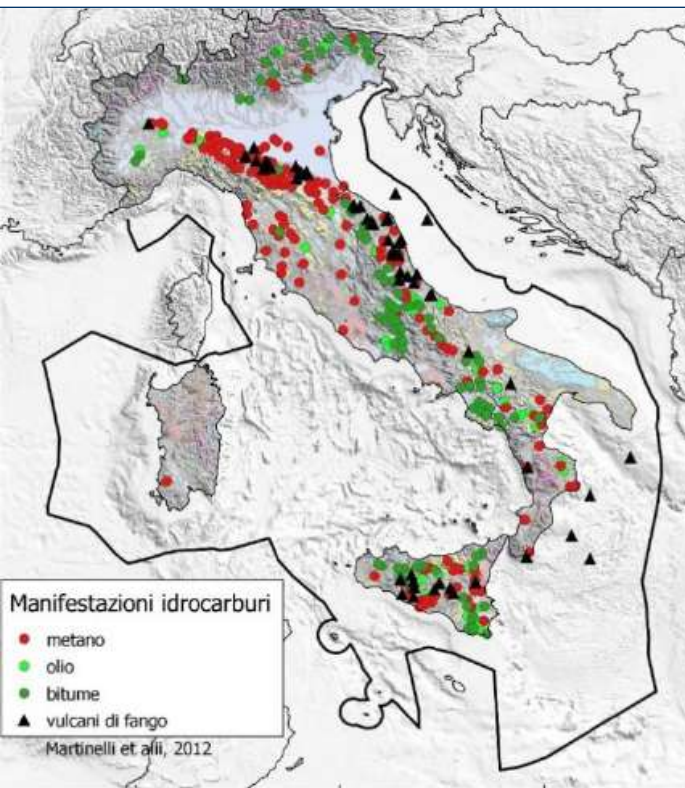 Manifestazioni idrocarburi
metano
olio
bitume
vulcani di fango
Martinelli et alii, 2012